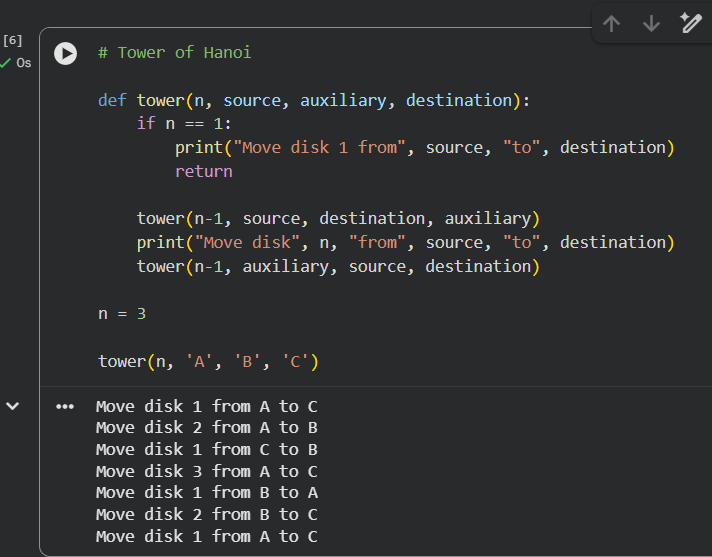 [6]
0s
# Tower of Hanoi
def tower(n, source, auxiliary, destination):
    if n == 1:
        print("Move disk 1 from", source, "to", destination)
        return
    tower(n-1, source, destination, auxiliary)
    print("Move disk", n, "from", source, "to", destination)
    tower(n-1, auxiliary, source, destination)
n = 3
tower(n, 'A', 'B', 'C')
Move disk 1 from A to C
Move disk 2 from A to B
Move disk 1 from C to B
Move disk 3 from A to C
Move disk 1 from B to A
Move disk 2 from B to C
Move disk 1 from A to C